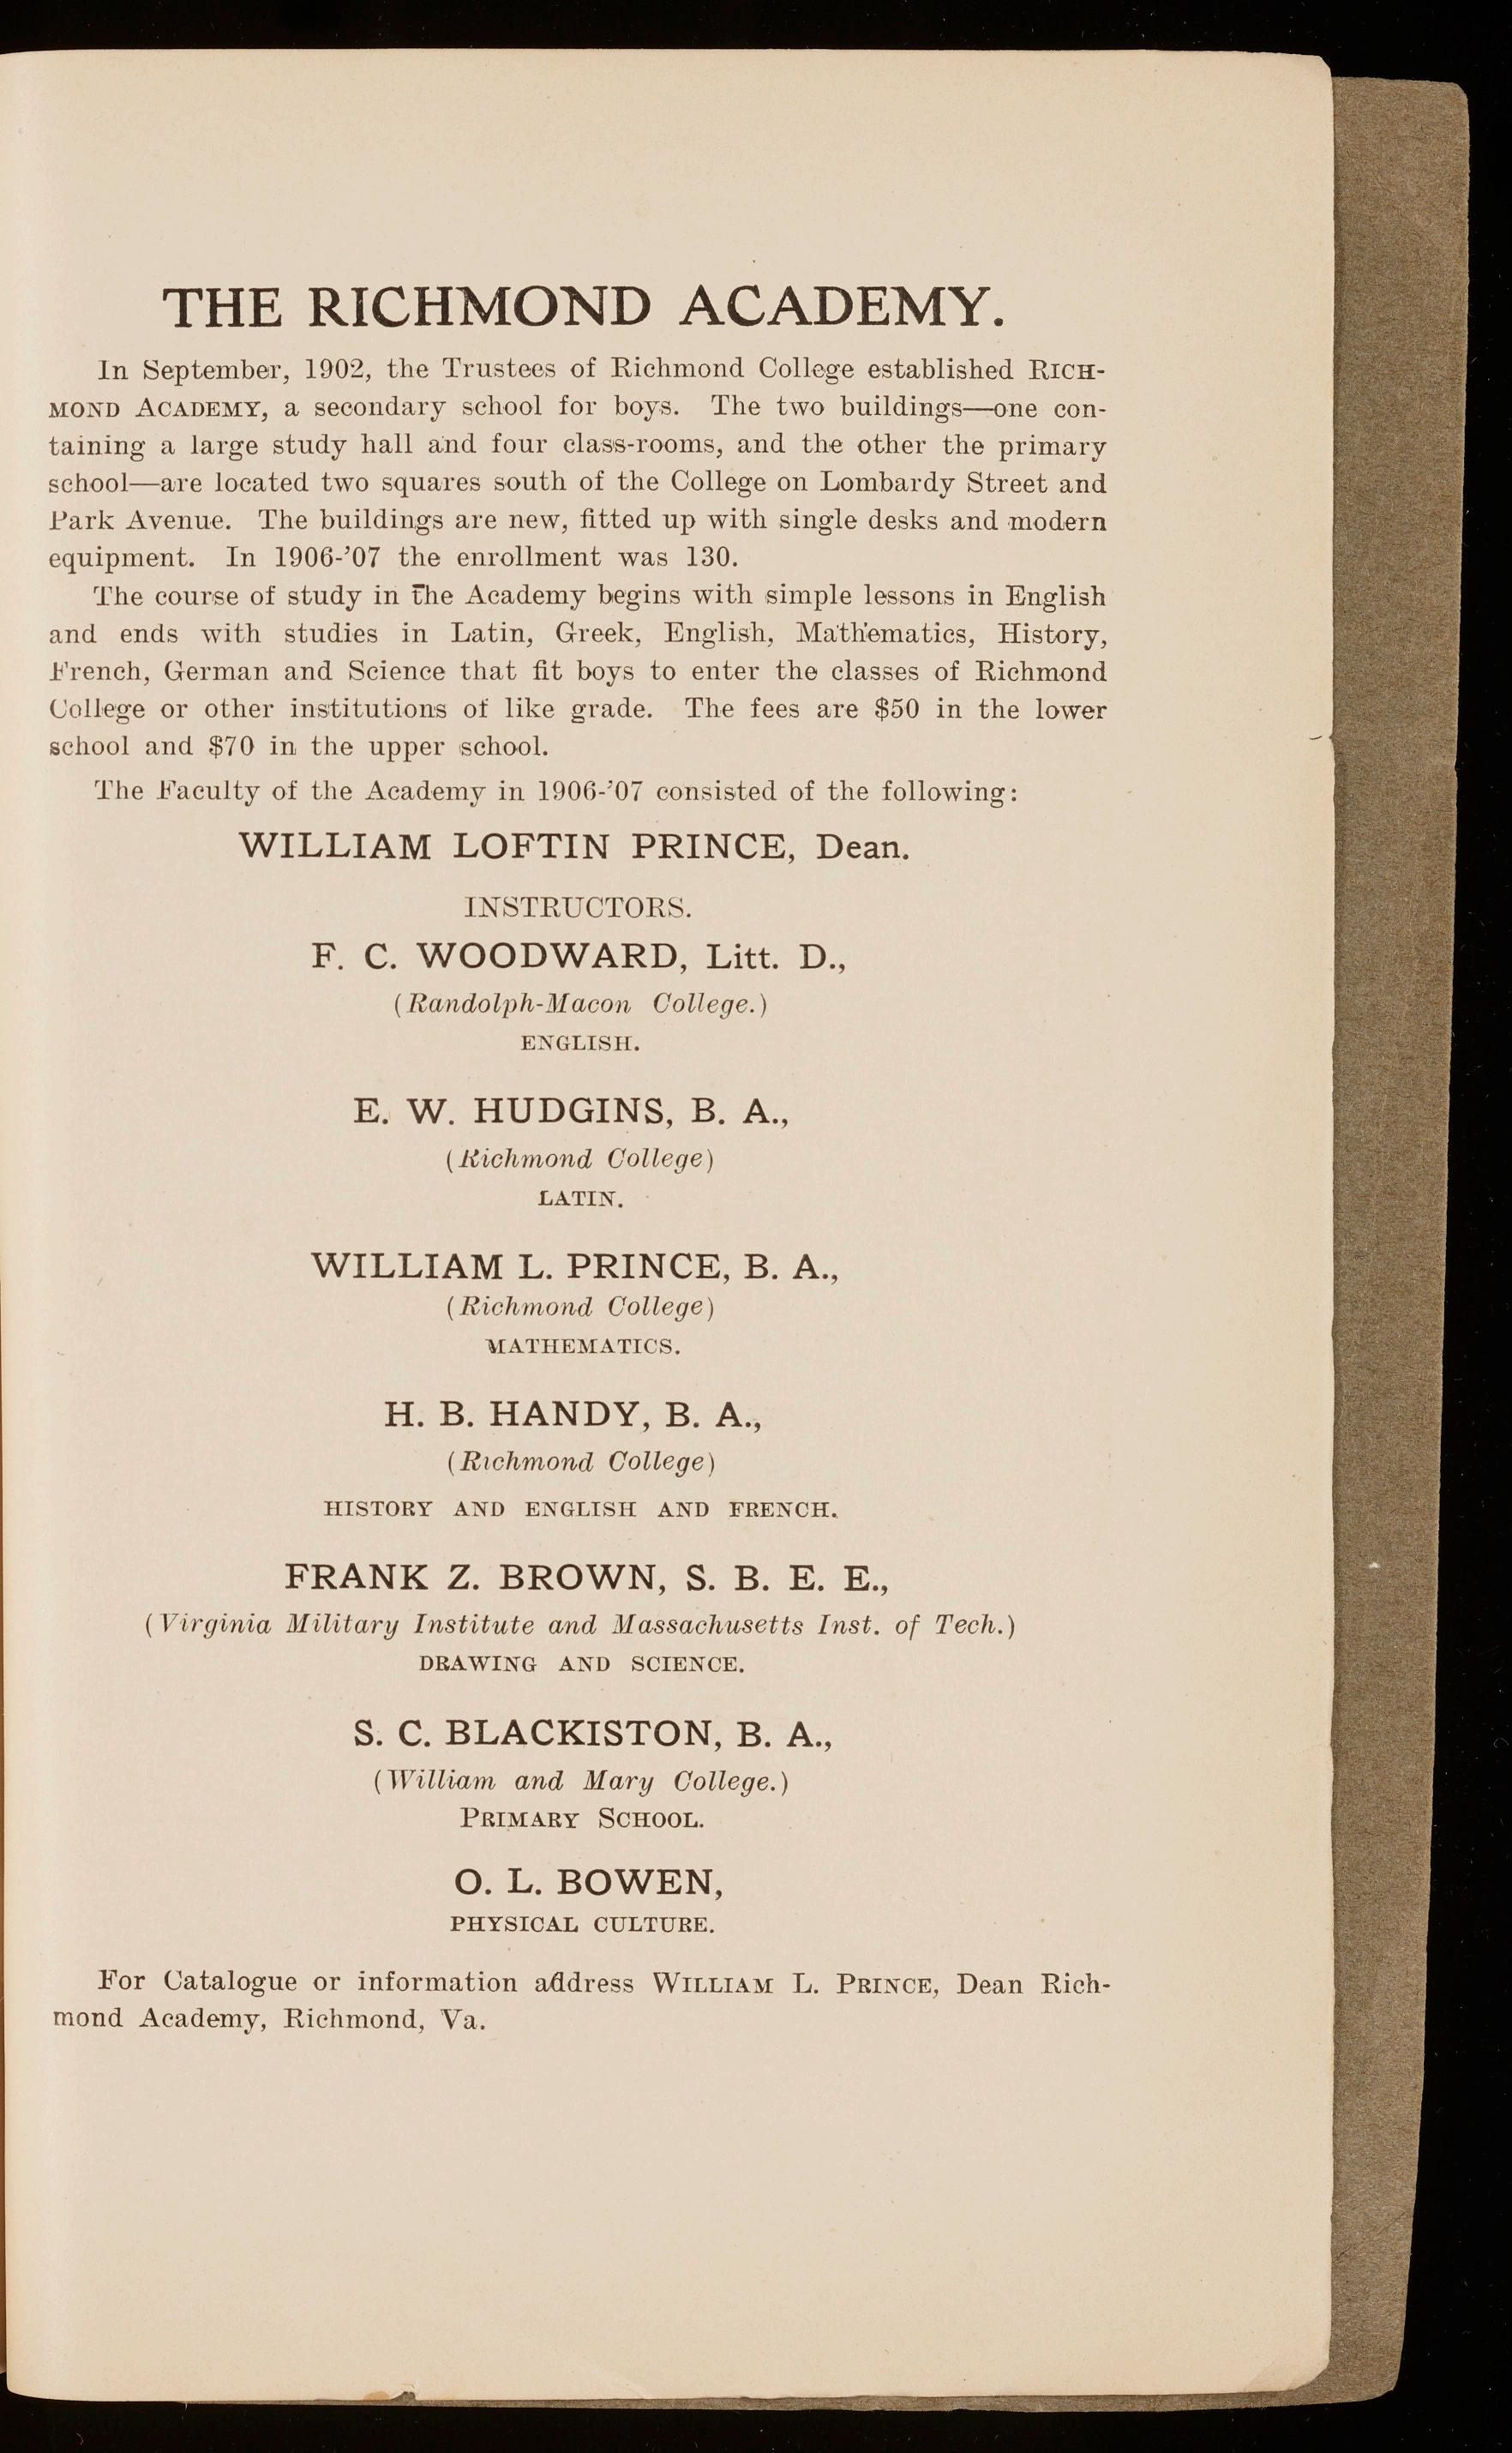 THE RICHMOND ACADEMY.
In September, 1902, the Trustees of Richmond College established RICH-
MOND ACADEMY, a secondary school for boys. The two buildings—one con-
taining a large study hall and four class-rooms, and the other the primary
school—are located two squares south of the College on Lombardy Street and
Park Avenue. The buildings are new, fitted up with single desks and modern
equipment. In 1906-’07 the enrollment was 130.
The course of study in the Academy begins with simple lessons in English
and ends with studies in Latin, Greek, English, Mathematics, History,
French, German and Science that fit boys to enter the classes of Richmond
College or other institutions of like grade. The fees are $50 in the lower
school and $70 in the upper school.
The Faculty of the Academy in 1906-’07 consisted of the following:
WILLIAM LOFTIN PRINCE, Dean.
INSTRUCTORS.
F. C. WOODWARD, Litt. D.,
(Randolph-Macon College.)
ENGLISH.
E. W. HUDGINS, B. A.,
(Richmond College)
LATIN.
WILLIAM L. PRINCE, B. A.,
(Richmond College)
MATHEMATICS.
H. B. HANDY, B. A.,
(Richmond College)
HISTORY AND ENGLISH AND FRENCH.
FRANK Z. BROWN, S. B. E. E.,
(Virginia Military Institute and Massachusetts Inst. of Tech.)
DRAWING AND SCIENCE.
S. C. BLACKISTON, B. A.,
(William and Mary College.)
PRIMARY SCHOOL.
O. L. BOWEN,
PHYSICAL CULTURE.
For Catalogue or information address WILLIAM L. PRINCE, Dean Rich-
mond Academy, Richmond, Va.